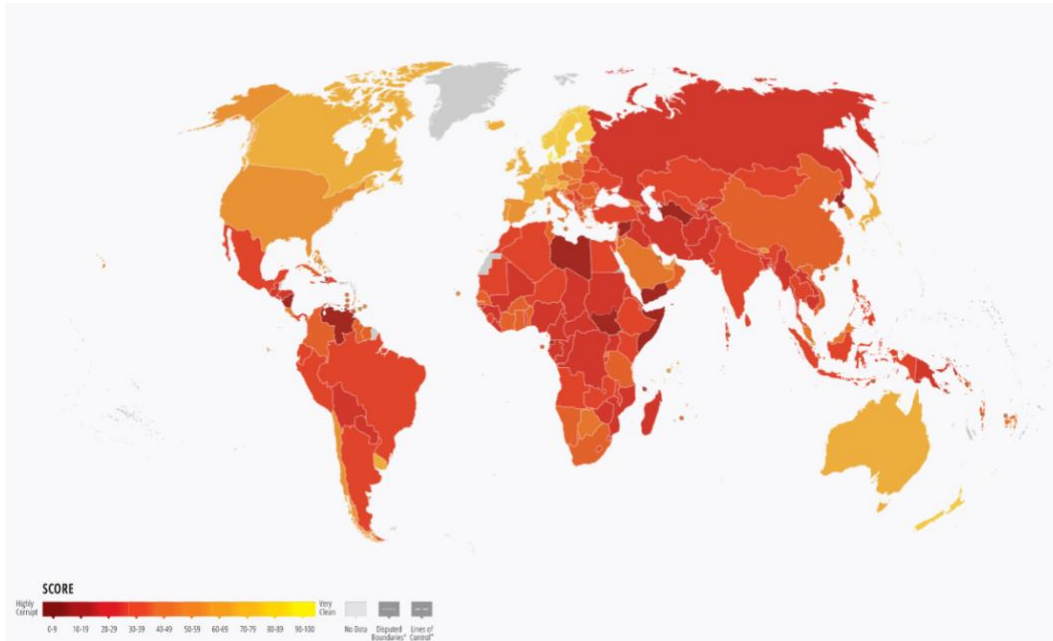 SCORE
Highly
Corrupt
Very
Clean
0-9 10-19 20-29 30-39 40-49 50-59 60-69 70-79 80-89 90-100
No Data
Disputed
Boundaries*
Lines of
Control*